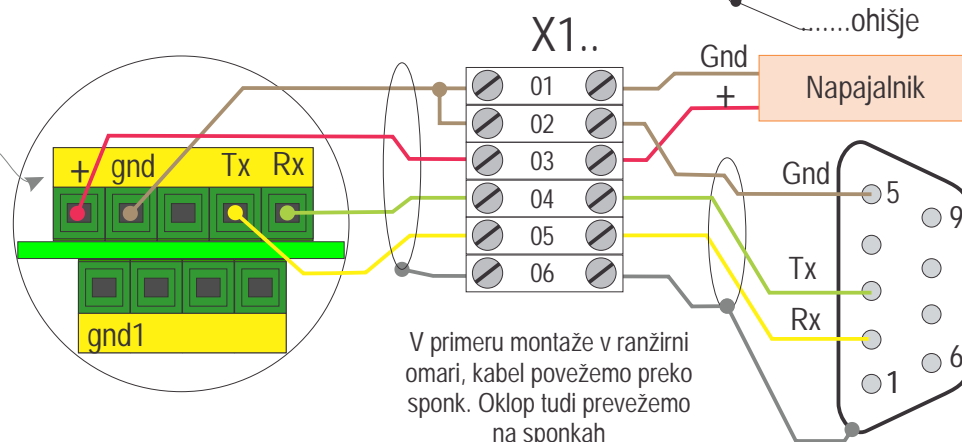 .......ohišje
X1..
Gnd
+
Napajalnik
01
02
03
04
05
06
+ gnd Tx Rx
gnd1
Gnd
Tx
Rx
5
9
6
1
V primeru montaže v ranžirni
omari, kabel povežemo preko
sponk. Oklop tudi prevežemo
na sponkah